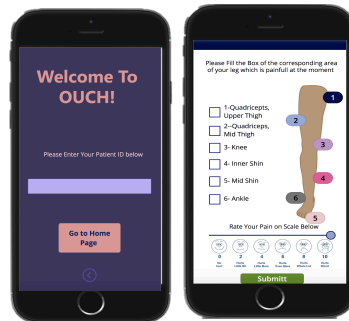 Welcome To
OUCH!
Please Enter Your Patient ID below
Go to Home
Page
Please Fill the Box of the corresponding area
of your leg which is painfull at the moment
1-Quadricepts,
Upper Thigh
2--Quadriceps,
Mid Thigh
3- Knee
4- Inner Shin
5- Mid Shin
6- Ankle
1
2
3
4
6
5
Rate Your Pain on Scale Below
0 2 4 6 8 10
Submitt